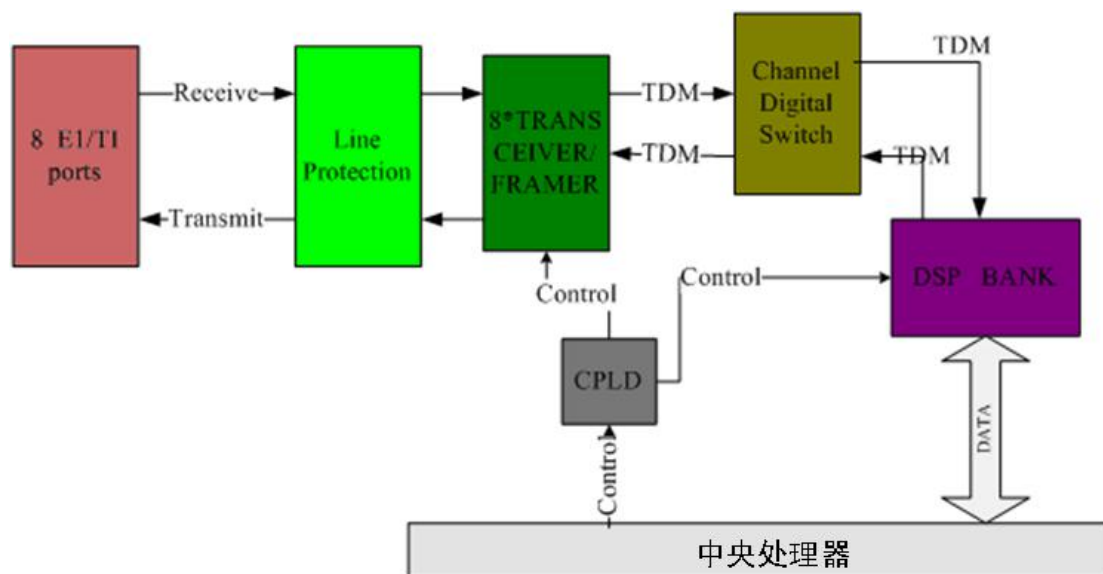 TDM
Channel
Digital
Switch
8 E1/TI
ports
Receive
Line
Protection
8*TRANS
CEIVER/
FRAMER
TDM
TDM
TDM
Transmit
Control
Control
DSP BANK
CPLD
DATA
Control
中央处理器